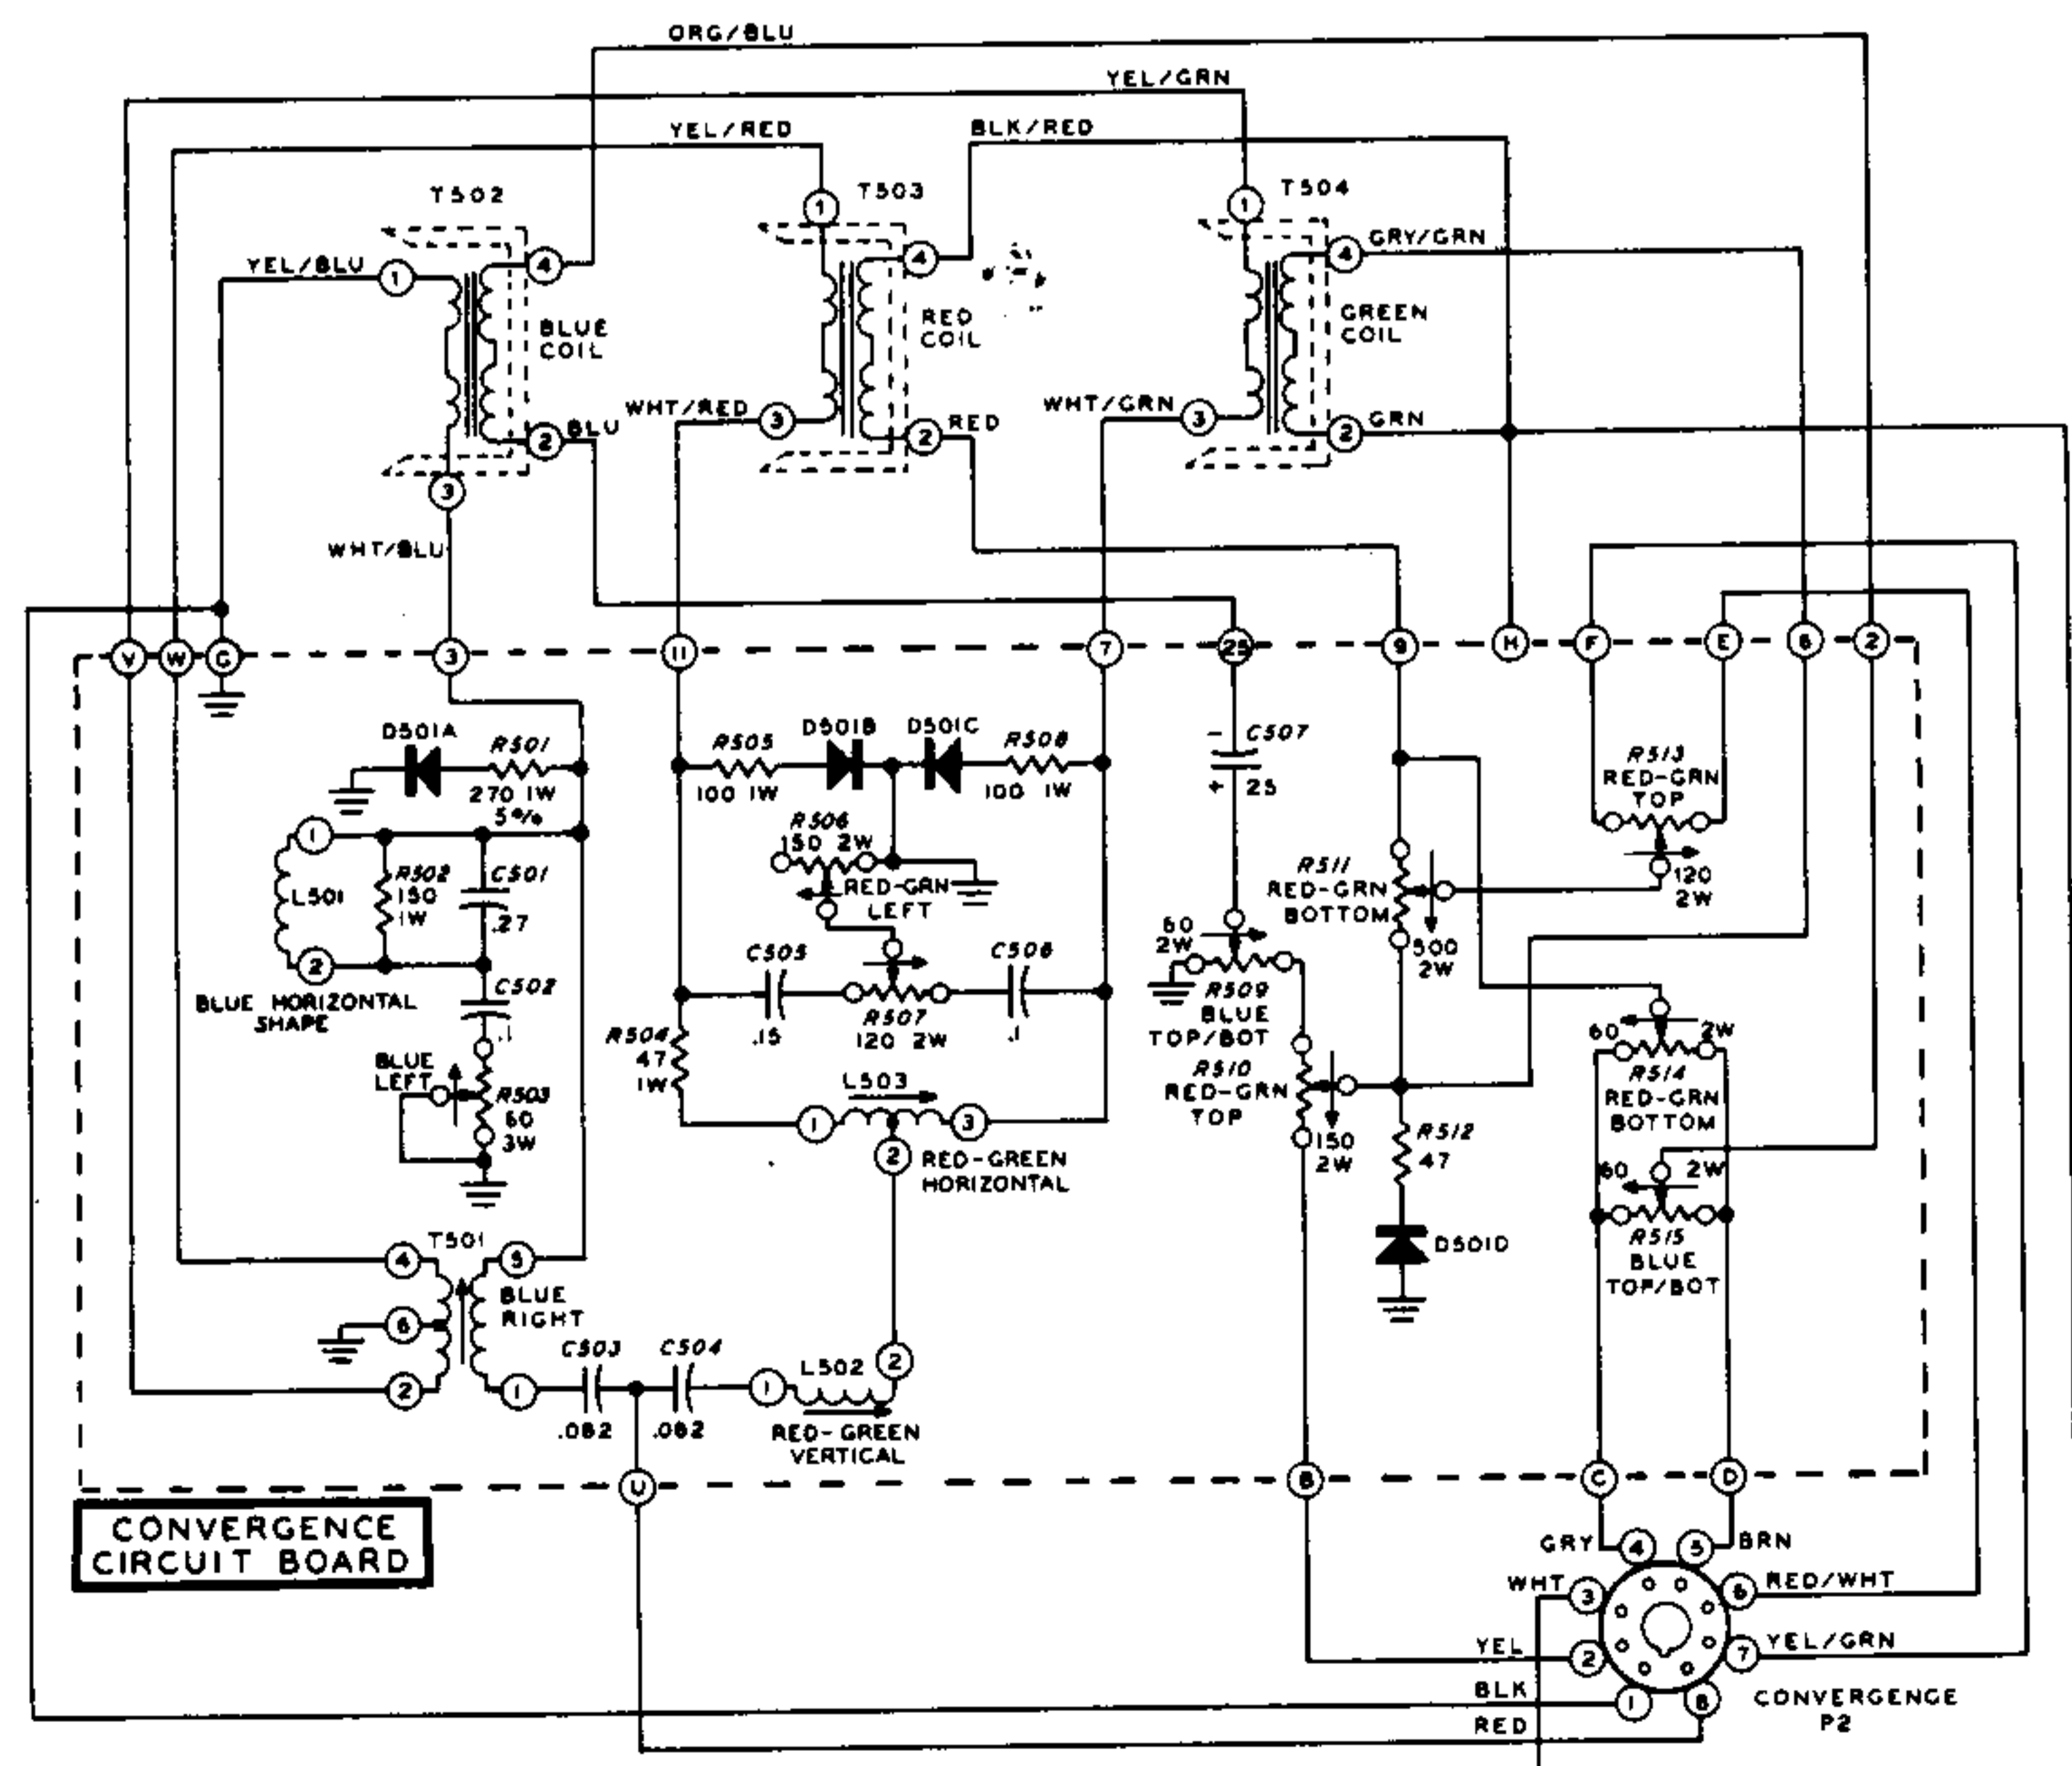 ORG/BLU
YEL/GRN
YEL/RED
BLK/RED
T502
T503
T504
1
1
1
YEL/BLU
4
4
4
GRY/GRN
BLUE
COIL
RED
COIL
GREEN
COIL
WHT/RED
3
WHT/GRN
3
2
BLU
2
RED
2
GRN
3
WHT/BLU
V
W
G
3
11
7
25
9
H
F
E
6
2
D501A
R501
270 1W
5%
R505
100 1W
D501B
D501C
R508
100 1W
-
C507
+
25
R513
RED-GRN
TOP
120
2W
1
L501
2
R502
150
1W
C501
.27
BLUE HORIZONTAL
SHAPE
C502
.1
BLUE
LEFT
R503
60
3W
R506
150 2W
RED-GRN
LEFT
C505
.15
R507
120 2W
C506
.1
R504
47
1W
L503
1
3
2
RED-GREEN
HORIZONTAL
60
2W
R509
BLUE
TOP/BOT
R510
RED-GRN
TOP
150
2W
R511
RED-GRN
BOTTOM
500
2W
R512
47
D501D
60
2W
R514
RED-GRN
BOTTOM
60
2W
R515
BLUE
TOP/BOT
T501
4
5
6
2
1
BLUE
RIGHT
C503
.082
C504
.082
1
L502
2
RED-GREEN
VERTICAL
U
B
C
D
CONVERGENCE
CIRCUIT BOARD
GRY
4
5
BRN
WHT
3
6
RED/WHT
YEL
2
7
YEL/GRN
BLK
1
8
RED
CONVERGENCE
P2